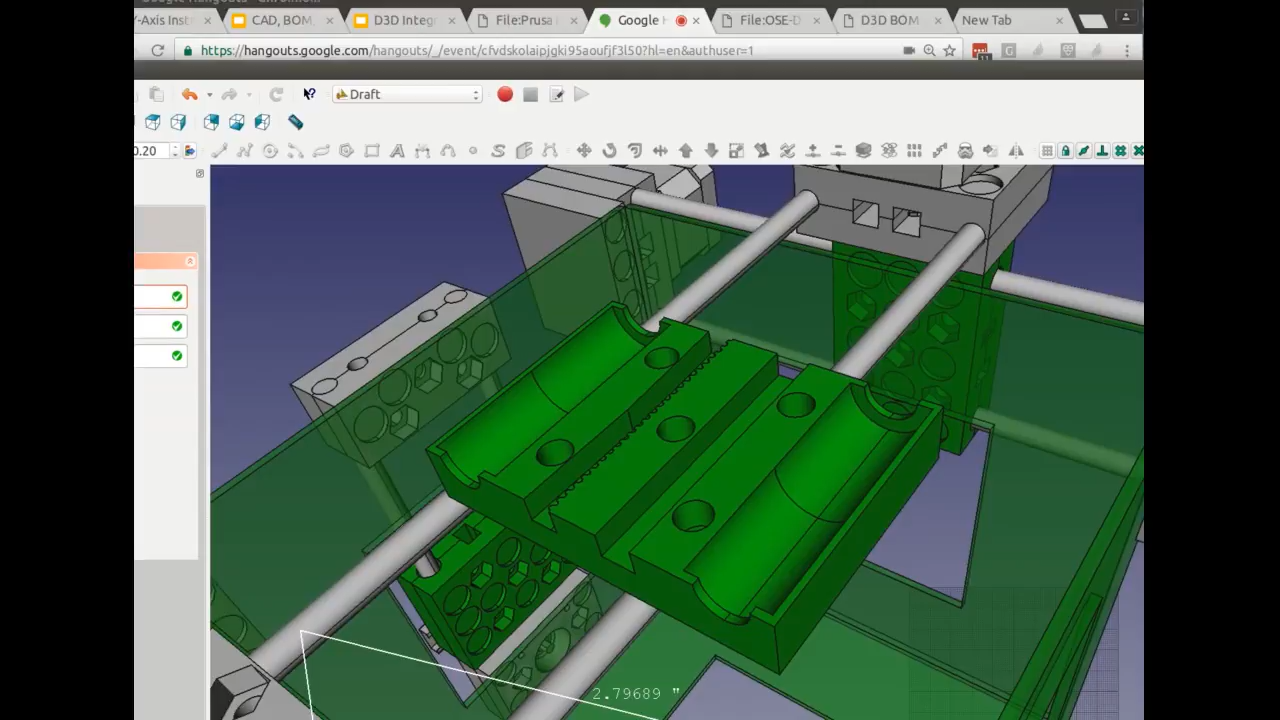 Y-Axis Inst
CAD, BOM,
D3D Integ
File:Prusa i
Google H
File:OSE-D
D3D BOM
New Tab
https://hangouts.google.com/hangouts/_/event/cfvdskolaipjgki95aoufjf3l50?hl=en&authuser=1
11
Draft
0.20
2.79689 "